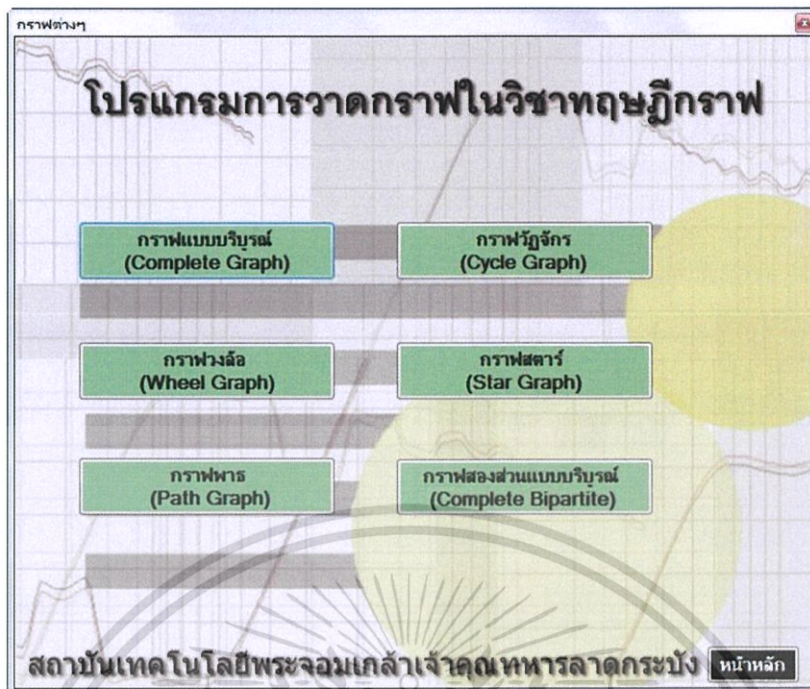 กราฟต่างๆ
โปรแกรมการวาดกราฟในวิชาทฤษฎีกราฟ
กราฟแบบบริบูรณ์
(Complete Graph)
กราฟวัฏจักร
(Cycle Graph)
กราฟวงล้อ
(Wheel Graph)
กราฟสตาร์
(Star Graph)
กราฟพาธ
(Path Graph)
กราฟสองส่วนแบบบริบูรณ์
(Complete Bipartite)
สถาบันเทคโนโลยีพระจอมเกล้าเจ้าคุณทหารลาดกระบัง
หน้าหลัก